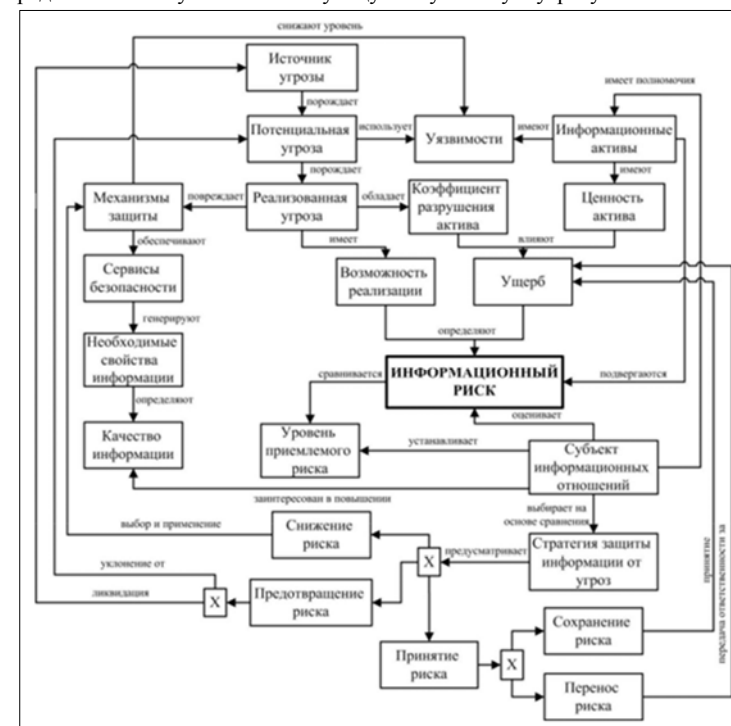 снижают уровень
Источник
угрозы
имеет полномочия
порождает
Потенциальная
угроза
использует
Уязвимости
имеют
Информационные
активы
порождает
имеют
Механизмы
защиты
повреждает
Реализованная
угроза
обладает
Коэффициент
разрушения
актива
Ценность
актива
обеспечивают
имеет
влияют
Сервисы
безопасности
Возможность
реализации
Ущерб
генерируют
определяют
Необходимые
свойства
информации
сравнивается
ИНФОРМАЦИОННЫЙ
РИСК
подвергаются
определяют
оценивает
Качество
информации
Уровень
приемлемого
риска
устанавливает
Субъект
информационных
отношений
заинтересован в повышении
выбирает на
основе сравнения
выбор и применение
Снижение
риска
Стратегия защиты
информации от
угроз
предусматривает
X
принятие
передача ответственности за
уклонение от
ликвидация
X
Предотвращение
риска
Принятие
риска
X
Сохранение
риска
Перенос
риска